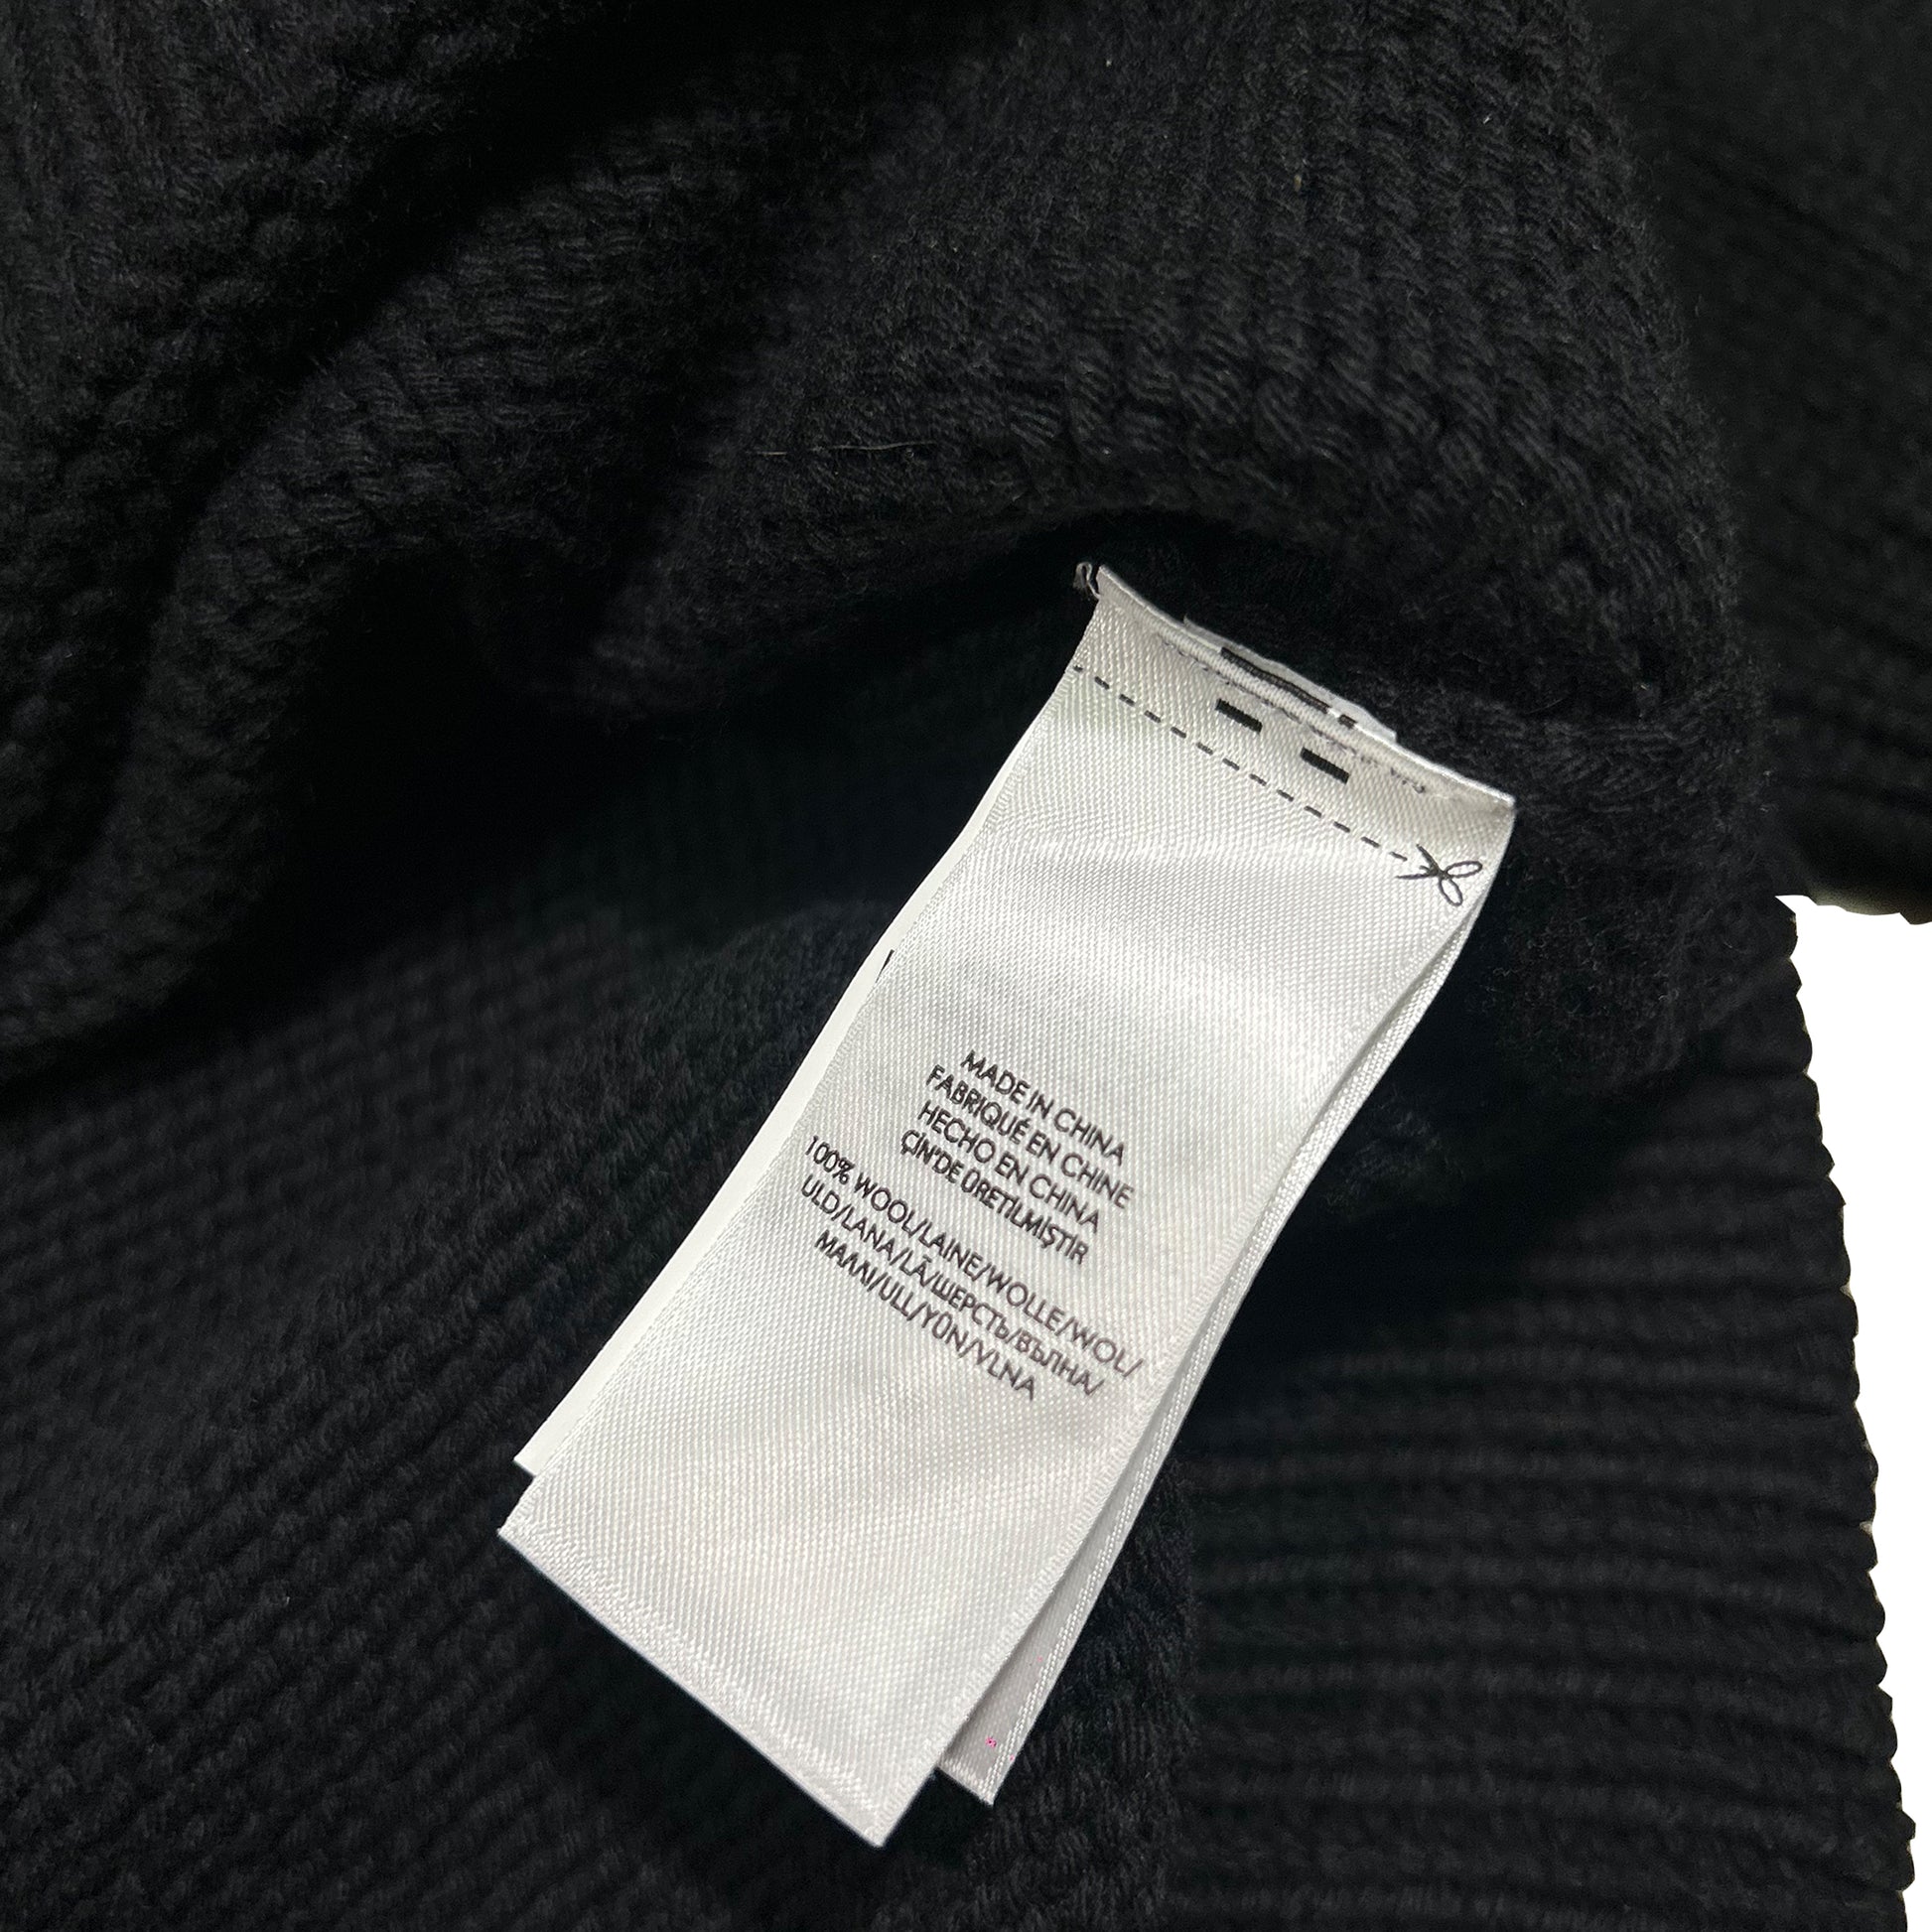 MADE IN CHINA
FABRIQUÉ EN CHINE
HECHO EN CHINA
ÇİN'DE ÜRETİLMİŞTİR
100% WOOL/LAINE/WOLLE/WOL/
ULD/LANA/LÃ/ШЕРСТЬ/ВЪЛНА/
ΜΑΛΛΙ/ULL/YÜN/VLNA